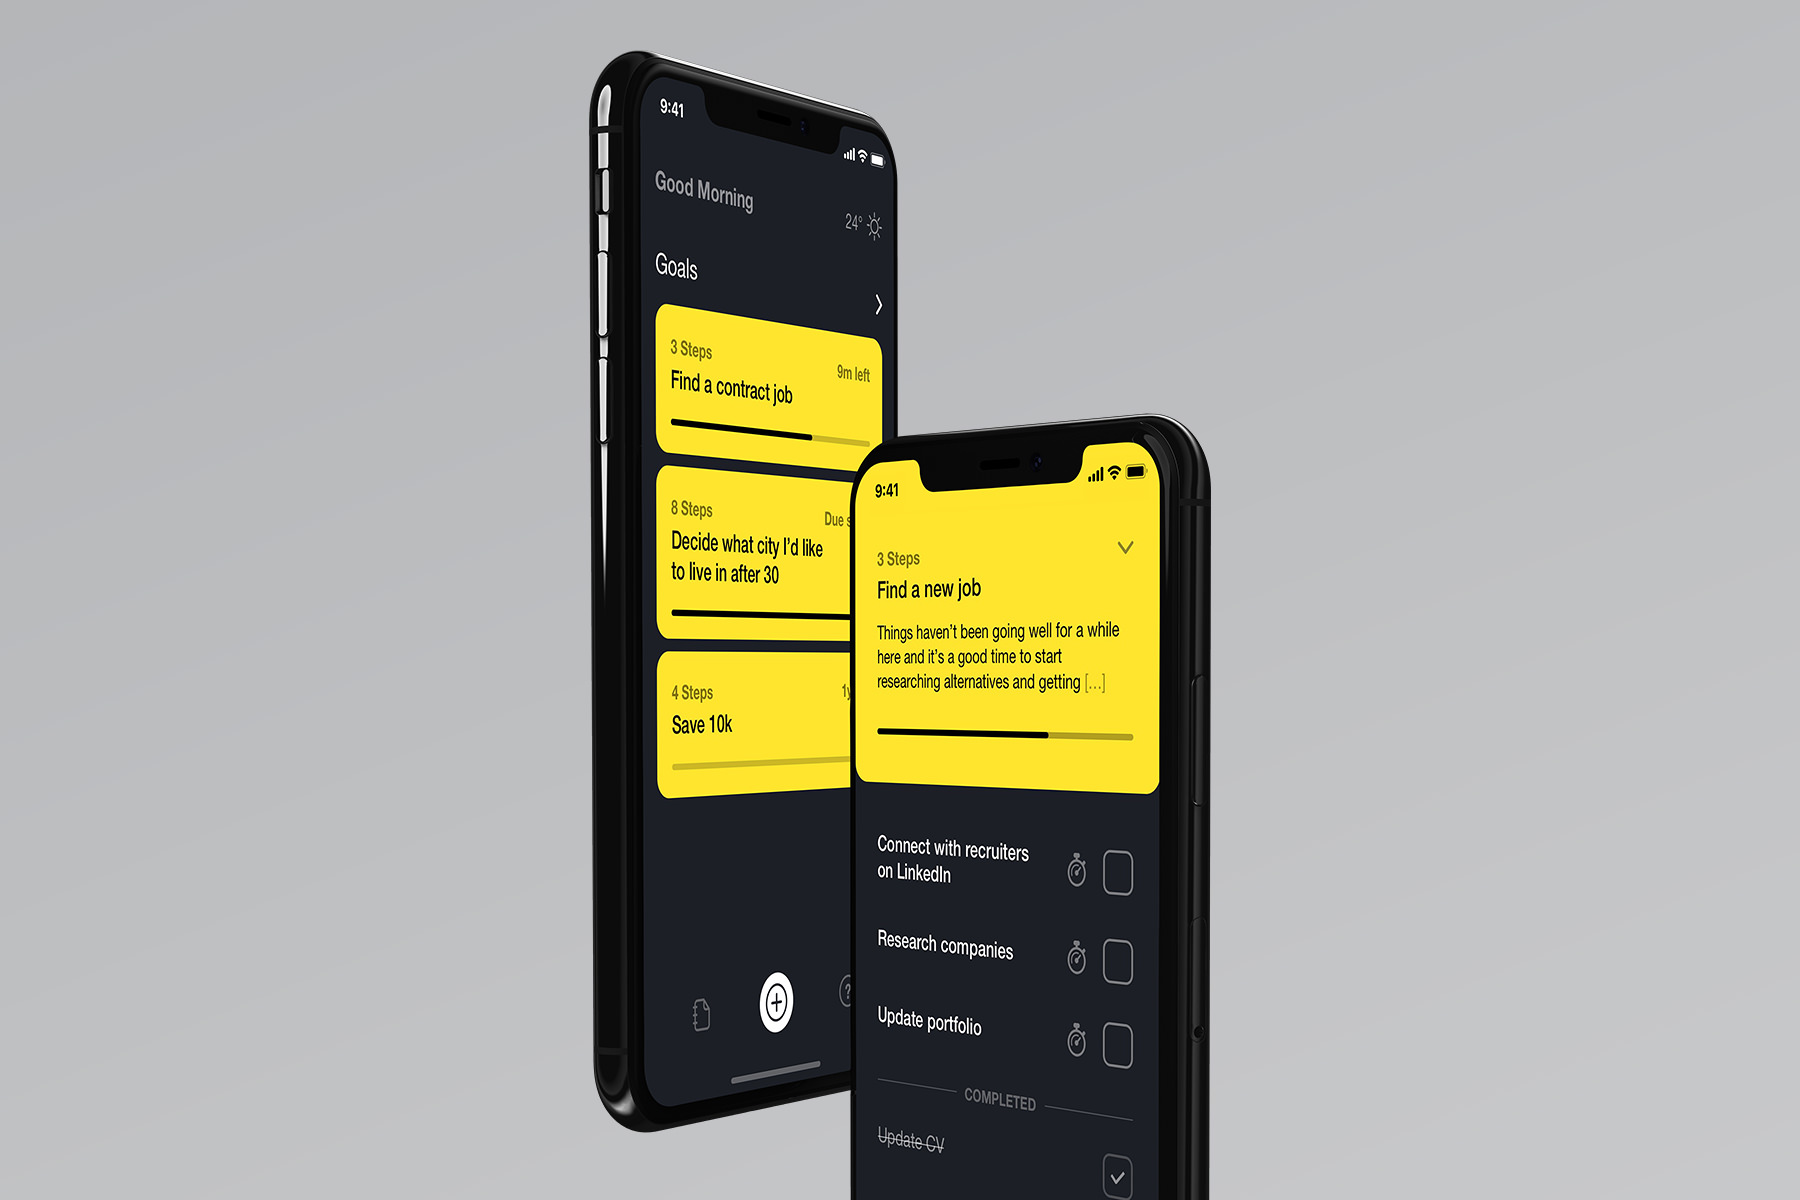 9:41
Good Morning
24°
Goals
3 Steps
9m left
Find a contract job
8 Steps
Due
Decide what city I'd like
to live in after 30
4 Steps
Save 10k
9:41
3 Steps
Find a new job
Things haven't been going well for a while
here and it's a good time to start
researching alternatives and getting [...]
Connect with recruiters
on LinkedIn
Research companies
Update portfolio
COMPLETED
Update CV